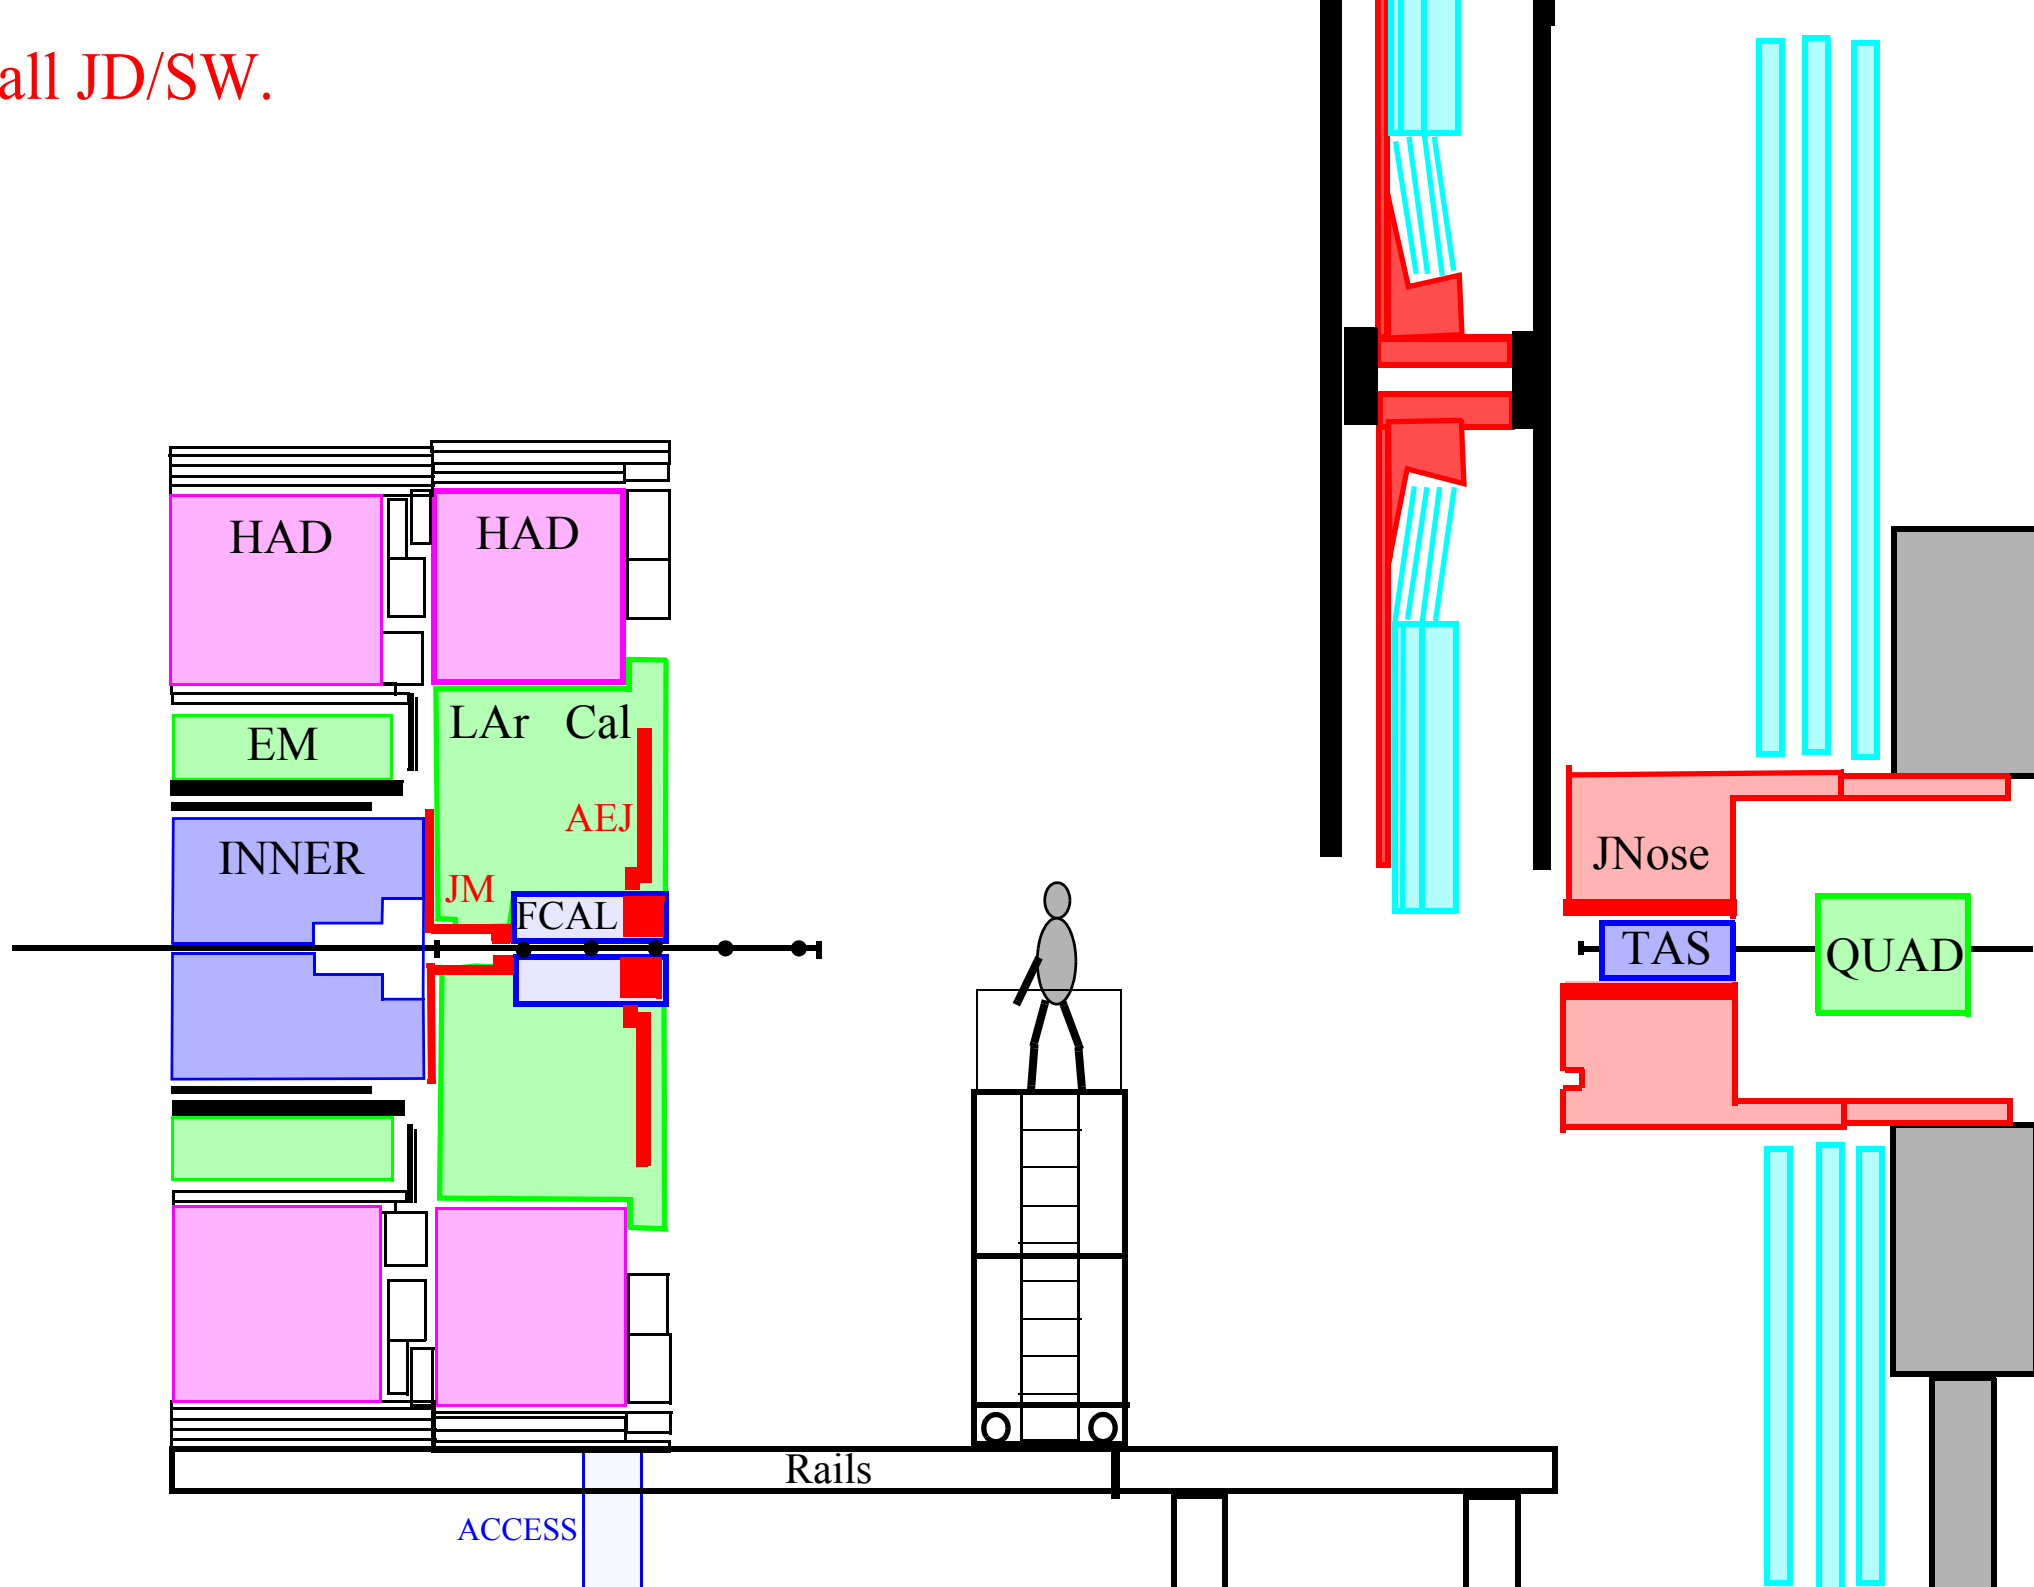 all JD/SW.
HAD
HAD
LAr Cal
EM
AEJ
INNER
JM
FCAL
JNose
TAS
QUAD
Rails
ACCESS